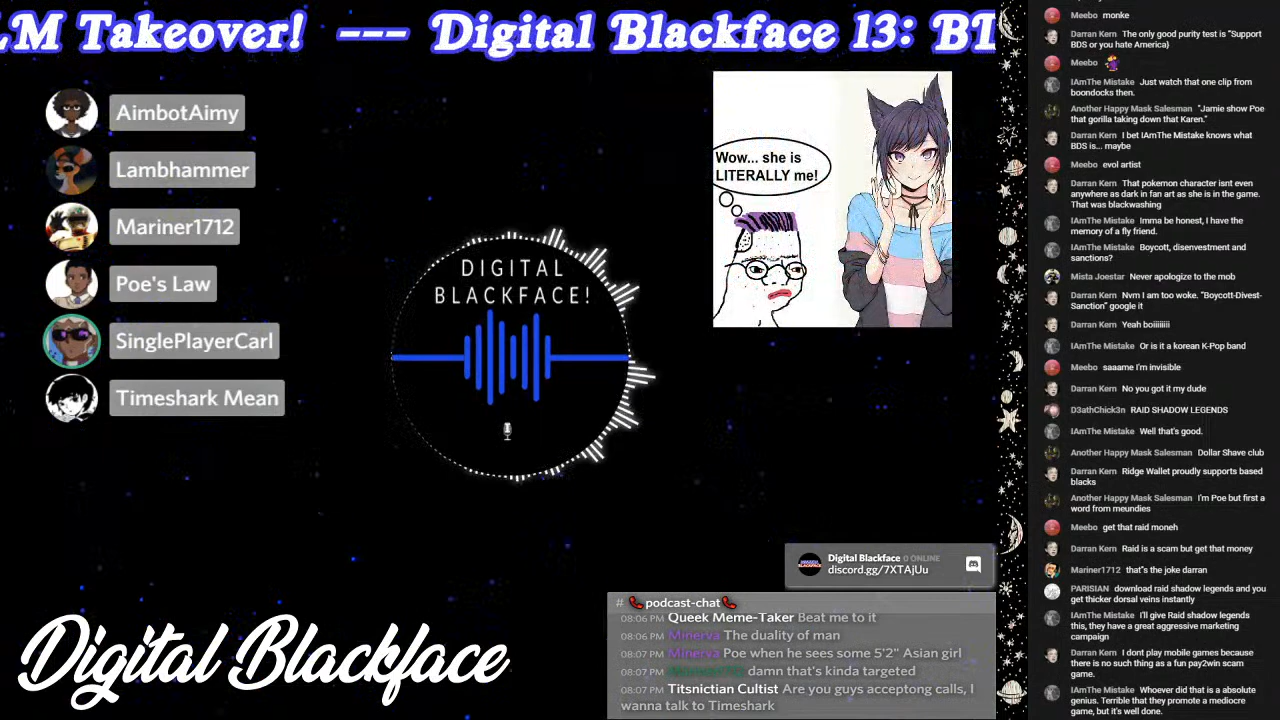 LM Takeover!  ---  Digital Blackface 13: BL
AimbotAimy
Lambhammer
Mariner1712
Poe's Law
SinglePlayerCarl
Timeshark Mean
DIGITAL
BLACKFACE!
Wow... she is
LITERALLY me!
Digital Blackface 0 ONLINE
discord.gg/7XTAjUu
# podcast-chat
08:06 PM Queek Meme-Taker Beat me to it
08:06 PM Minerva The duality of man
08:07 PM Minerva Poe when he sees some 5'2" Asian girl
08:07 PM damn that's kinda targeted
08:07 PM Titsnictian Cultist Are you guys acceptong calls, I
wanna talk to Timeshark
Digital Blackface
Meebo monke
Darran Kern The only good purity test is "Support
BDS or you hate America}
Meebo
IAmThe Mistake Just watch that one clip from
boondocks then.
Another Happy Mask Salesman "Jamie show Poe
that gorilla taking down that Karen."
Darran Kern I bet IAmThe Mistake knows what
BDS is... maybe
Meebo evol artist
Darran Kern That pokemon character isnt even
anywhere as dark in fan art as she is in the game.
That was blackwashing
IAmThe Mistake Imma be honest, I have the
memory of a fly friend.
IAmThe Mistake Boycott, disenvestment and
sanctions?
Mista Joestar Never apologize to the mob
Darran Kern Nvm I am too woke. "Boycott-Divest-
Sanction" google it
Darran Kern Yeah boiiiiiiii
IAmThe Mistake Or is it a korean K-Pop band
Meebo saaame I'm invisible
Darran Kern No you got it my dude
D3athChick3n RAID SHADOW LEGENDS
IAmThe Mistake Well that's good.
Another Happy Mask Salesman Dollar Shave club
Darran Kern Ridge Wallet proudly supports based
blacks
Another Happy Mask Salesman I'm Poe but first a
word from meundies
Meebo get that raid moneh
Darran Kern Raid is a scam but get that money
Mariner1712 that"s the joke darran
PARISIAN download raid shadow legends and you
get thicker dorsal veins instantly
IAmThe Mistake I'll give Raid shadow legends
this, they have a great aggressive marketing
campaign
Darran Kern I dont play mobile games because
there is no such thing as a fun pay2win scam
game.
IAmThe Mistake Whoever did that is a absolute
genius. Terrible that they promote a mediocre
game, but it's well done.